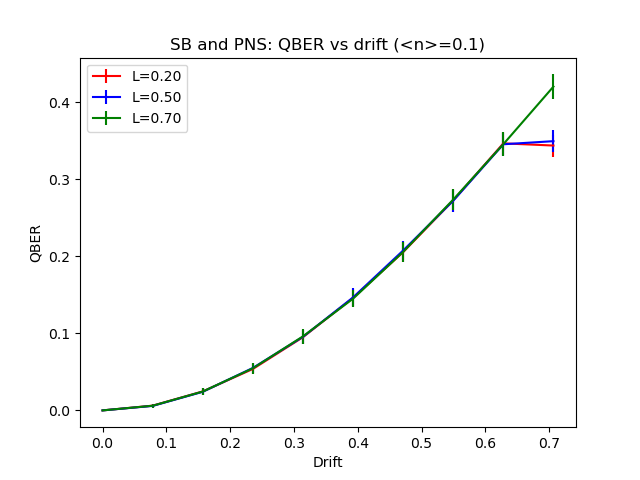 SB and PNS: QBER vs drift (<n>=0.1)
L=0.20
L=0.50
L=0.70
QBER
0.4
0.3
0.2
0.1
0.0
0.0 0.1 0.2 0.3 0.4 0.5 0.6 0.7
Drift